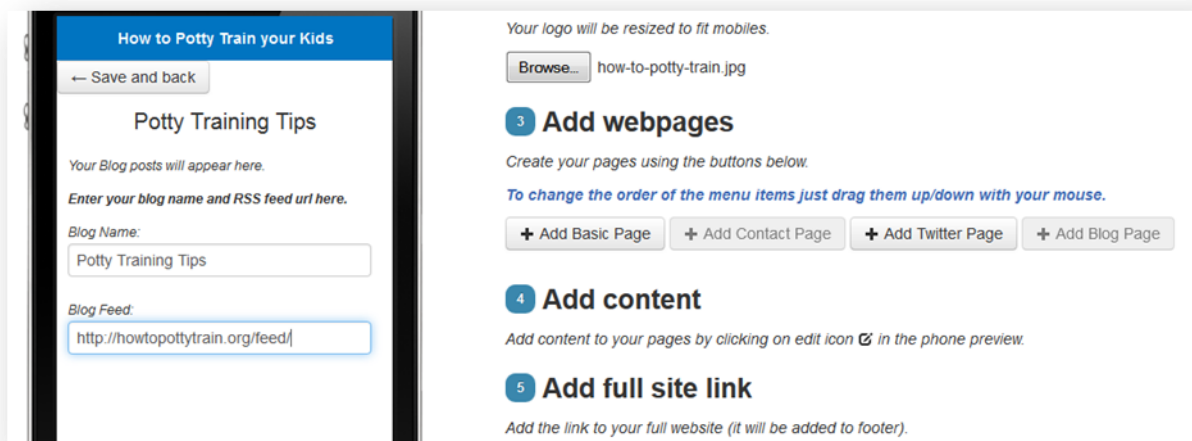 How to Potty Train your Kids
← Save and back
Potty Training Tips
Your Blog posts will appear here.
Enter your blog name and RSS feed url here.
Blog Name:
Potty Training Tips
Blog Feed:
http://howtopottytrain.org/feed/
Your logo will be resized to fit mobiles.
Browse... how-to-potty-train.jpg
3 Add webpages
Create your pages using the buttons below.
To change the order of the menu items just drag them up/down with your mouse.
+ Add Basic Page + Add Contact Page + Add Twitter Page + Add Blog Page
4 Add content
Add content to your pages by clicking on edit icon in the phone preview.
5 Add full site link
Add the link to your full website (it will be added to footer).